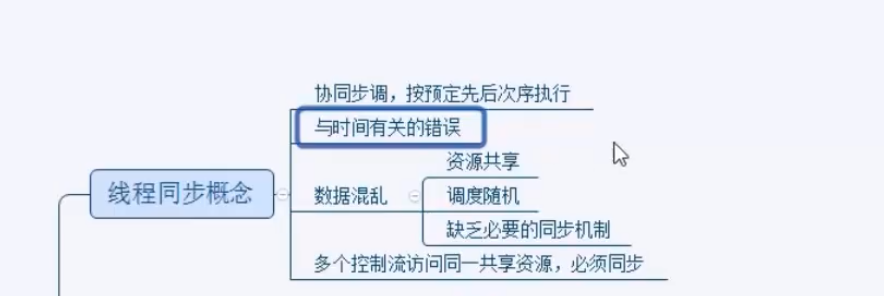 协同步调，按预定先后次序执行
与时间有关的错误
资源共享
线程同步概念
数据混乱
调度随机
缺乏必要的同步机制
多个控制流访问同一共享资源，必须同步